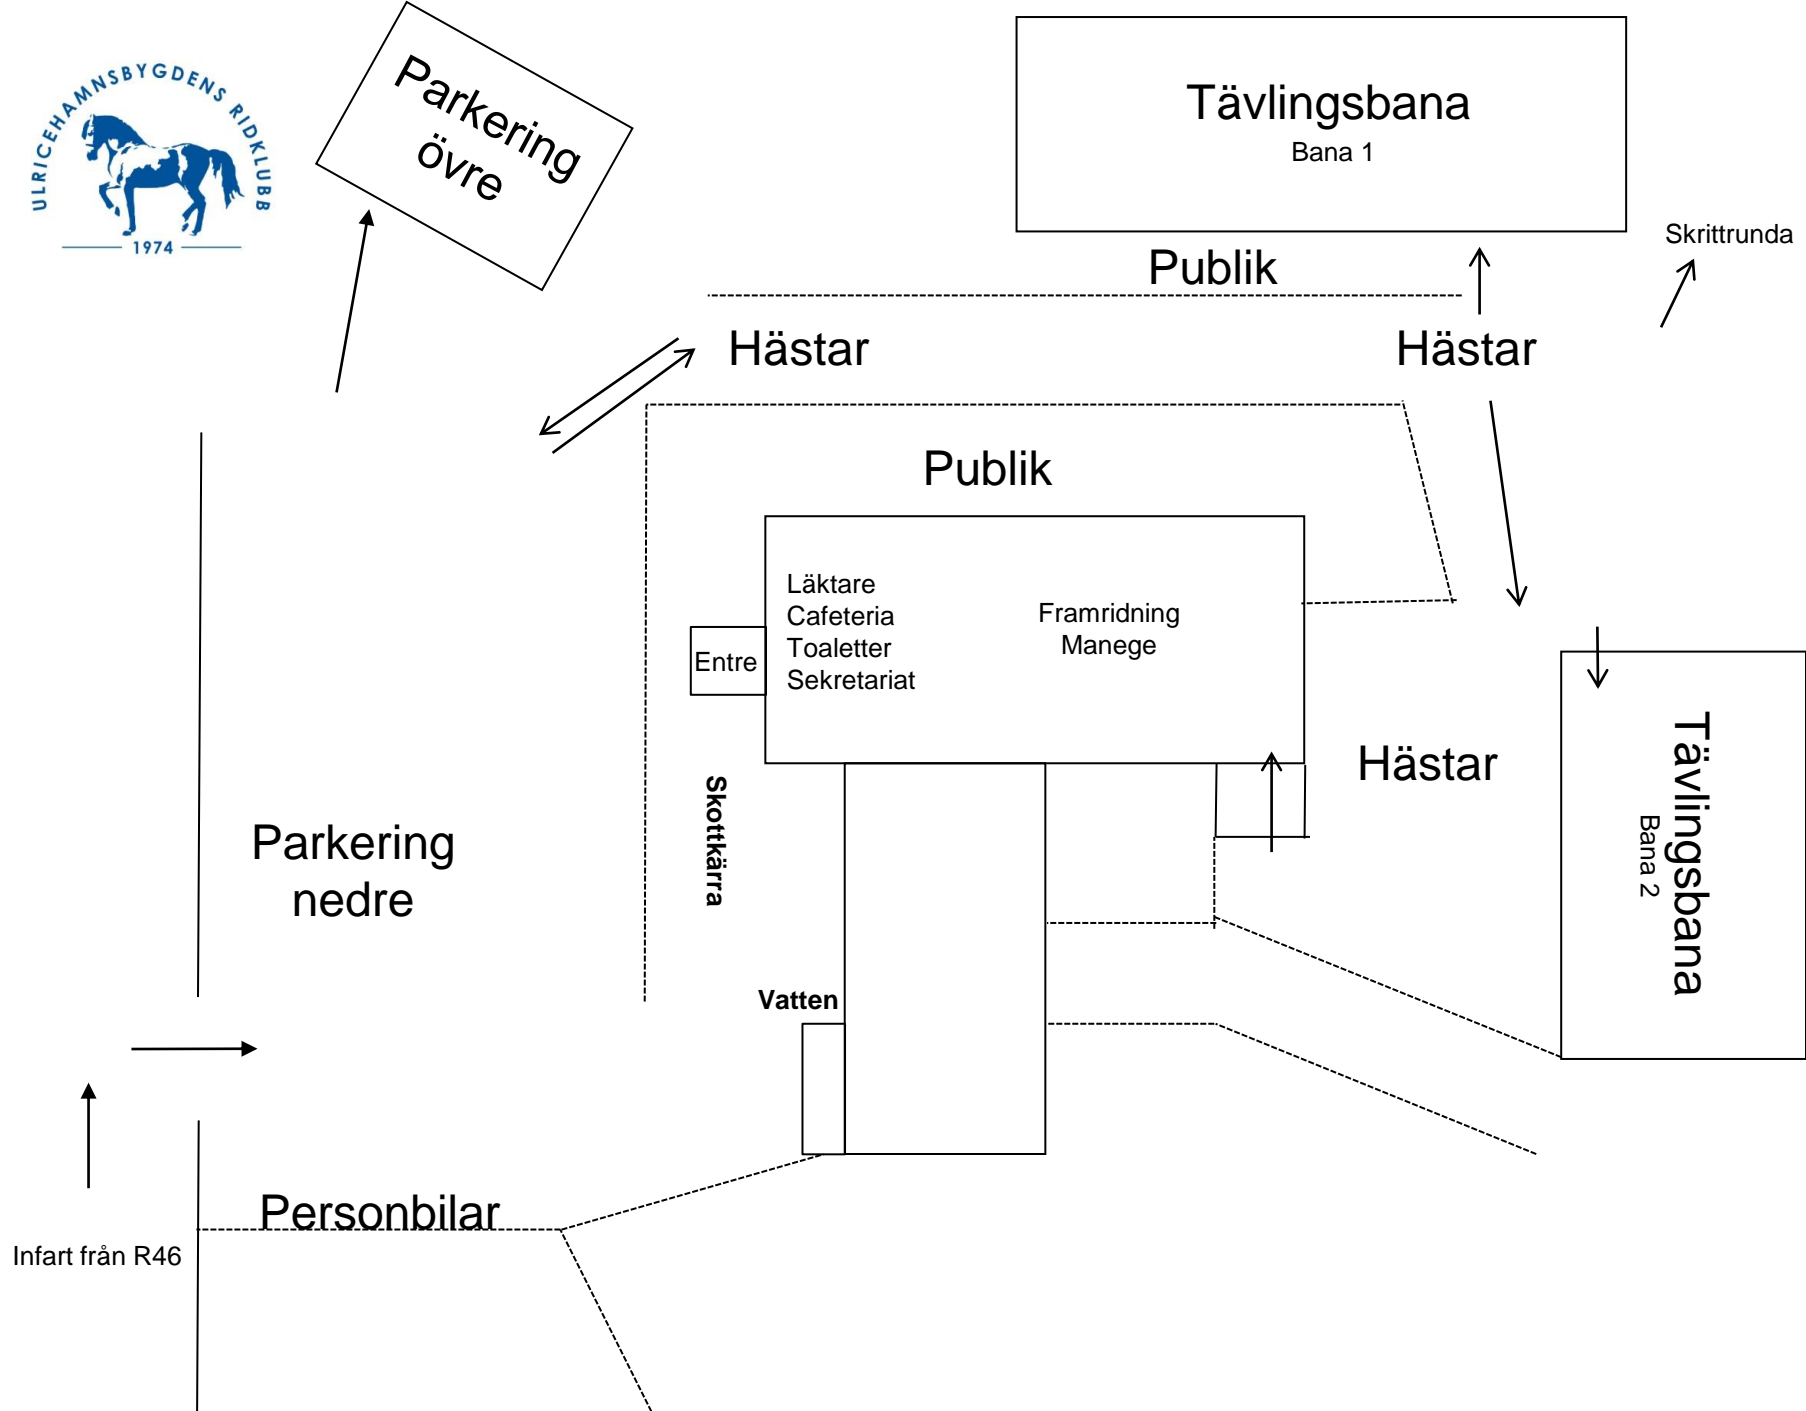 ULRICEHAMNSBYGDENS RIDKLUBB
1974
Parkering
övre
Tävlingsbana
Bana 1
Skrittrunda
Publik
Hästar
Hästar
Publik
Läktare
Cafeteria
Toaletter
Sekretariat
Framridning
Manege
Entre
Hästar
Tävlingsbana
Bana 2
Skottkärra
Parkering
nedre
Vatten
Personbilar
Infart från R46